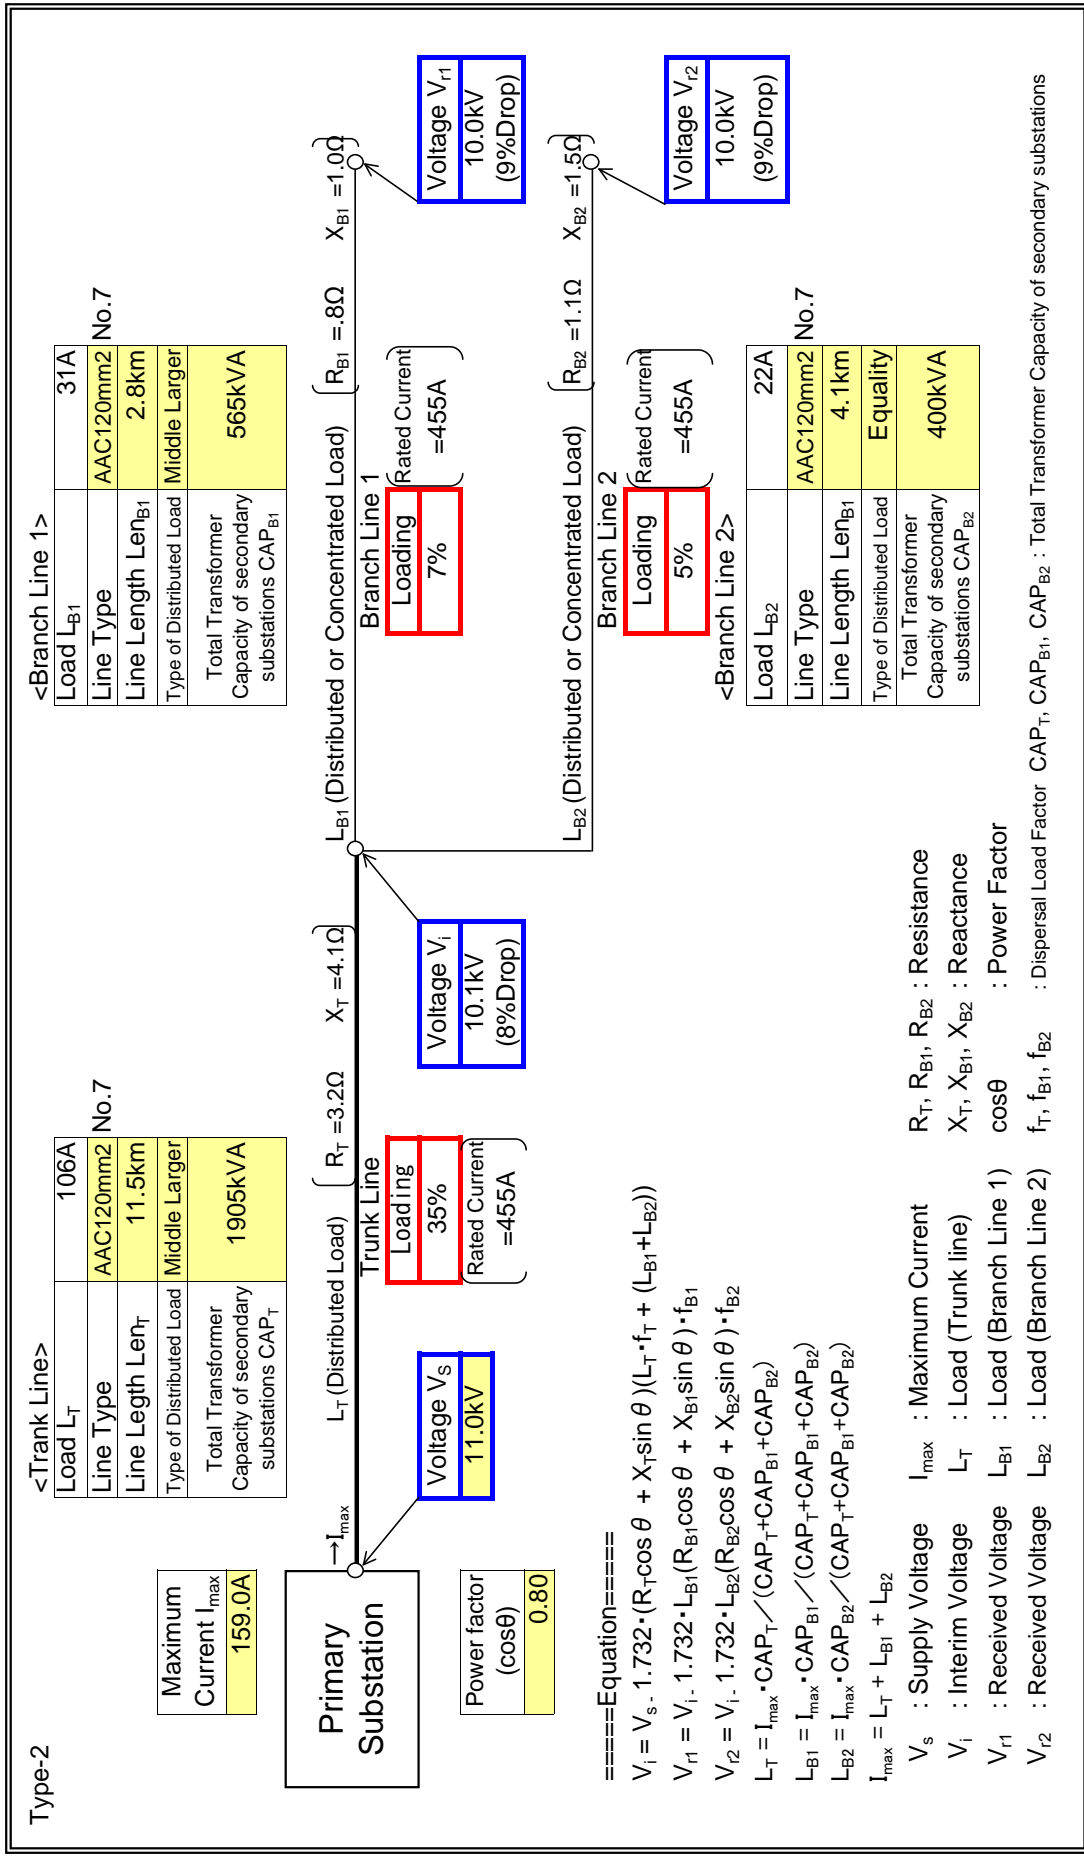 Type-2
Maximum
Current Imax
159.0A
<Trank Line>
Load LT 106A
Line Type AAC120mm2 No.7
Line Legth LenT 11.5km
Type of Distributed Load Middle Larger
Total Transformer
Capacity of secondary
substations CAPT
1905kVA
<Branch Line 1>
Load LB1 31A
Line Type AAC120mm2 No.7
Line Length LenB1 2.8km
Type of Distributed Load Middle Larger
Total Transformer
Capacity of secondary
substations CAPB1
565kVA
Primary
Substation
→Imax
LT (Distributed Load)
RT =3.2Ω XT =4.1Ω
LB1 (Distributed or Concentrated Load)
RB1 =.8Ω XB1 =1.0Ω
Trunk Line
Loading
35%
Rated Current
=455A
Branch Line 1
Loading
7%
Rated Current
=455A
Voltage VS
11.0kV
Voltage Vi
10.1kV
(8%Drop)
Voltage Vr1
10.0kV
(9%Drop)
Power factor
(cosθ)
0.80
LB2 (Distributed or Concentrated Load)
RB2 =1.1Ω XB2 =1.5Ω
Branch Line 2
Loading
5%
Rated Current
=455A
Voltage Vr2
10.0kV
(9%Drop)
<Branch Line 2>
Load LB2 22A
Line Type AAC120mm2 No.7
Line Length LenB1 4.1km
Type of Distributed Load Equality
Total Transformer
Capacity of secondary
substations CAPB2
400kVA
=====Equation======
Vi = Vs - 1.732・(RTcos θ + XTsin θ )(LT・fT + (LB1+LB2))
Vr1 = Vi - 1.732・LB1(RB1cos θ + XB1sin θ )・fB1
Vr2 = Vi - 1.732・LB2(RB2cos θ + XB2sin θ )・fB2
LT = Imax・CAPT／(CAPT+CAPB1+CAPB2)
LB1 = Imax・CAPB1／(CAPT+CAPB1+CAPB2)
LB2 = Imax・CAPB2／(CAPT+CAPB1+CAPB2)
Imax = LT + LB1 + LB2
Vs : Supply Voltage Imax : Maximum Current RT, RB1, RB2 : Resistance
Vi : Interim Voltage LT : Load (Trunk line) XT, XB1, XB2 : Reactance
Vr1 : Received Voltage LB1 : Load (Branch Line 1) cosθ : Power Factor
Vr2 : Received Voltage LB2 : Load (Branch Line 2) fT, fB1, fB2 : Dispersal Load Factor CAPT, CAPB1, CAPB2 : Total Transformer Capacity of secondary substations